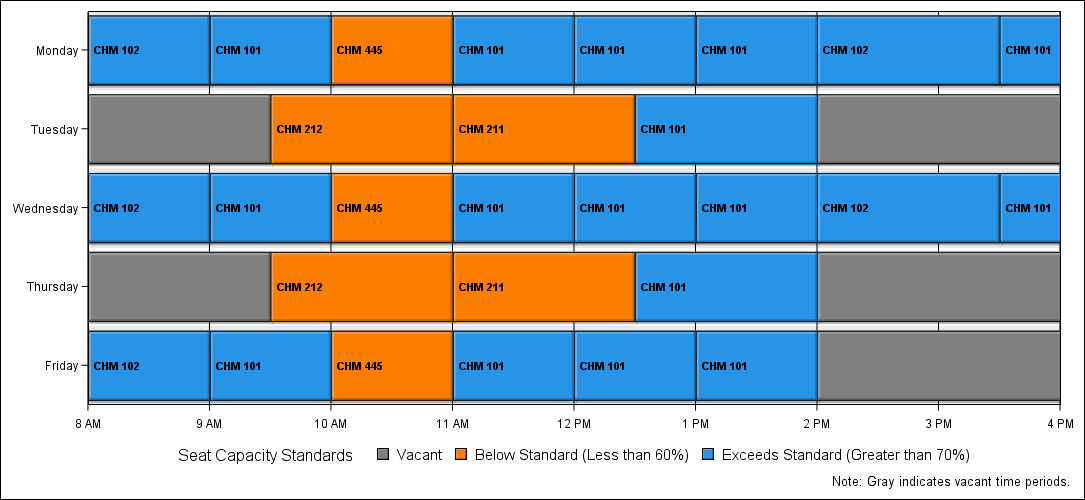 Monday CHM 102 CHM 101 CHM 445 CHM 101 CHM 101 CHM 101 CHM 102 CHM 101
Tuesday CHM 212 CHM 211 CHM 101
Wednesday CHM 102 CHM 101 CHM 445 CHM 101 CHM 101 CHM 101 CHM 102 CHM 101
Thursday CHM 212 CHM 211 CHM 101
Friday CHM 102 CHM 101 CHM 445 CHM 101 CHM 101 CHM 101
8 AM 9 AM 10 AM 11 AM 12 PM 1 PM 2 PM 3 PM 4 PM
Seat Capacity Standards Vacant Below Standard (Less than 60%) Exceeds Standard (Greater than 70%)
Note: Gray indicates vacant time periods.